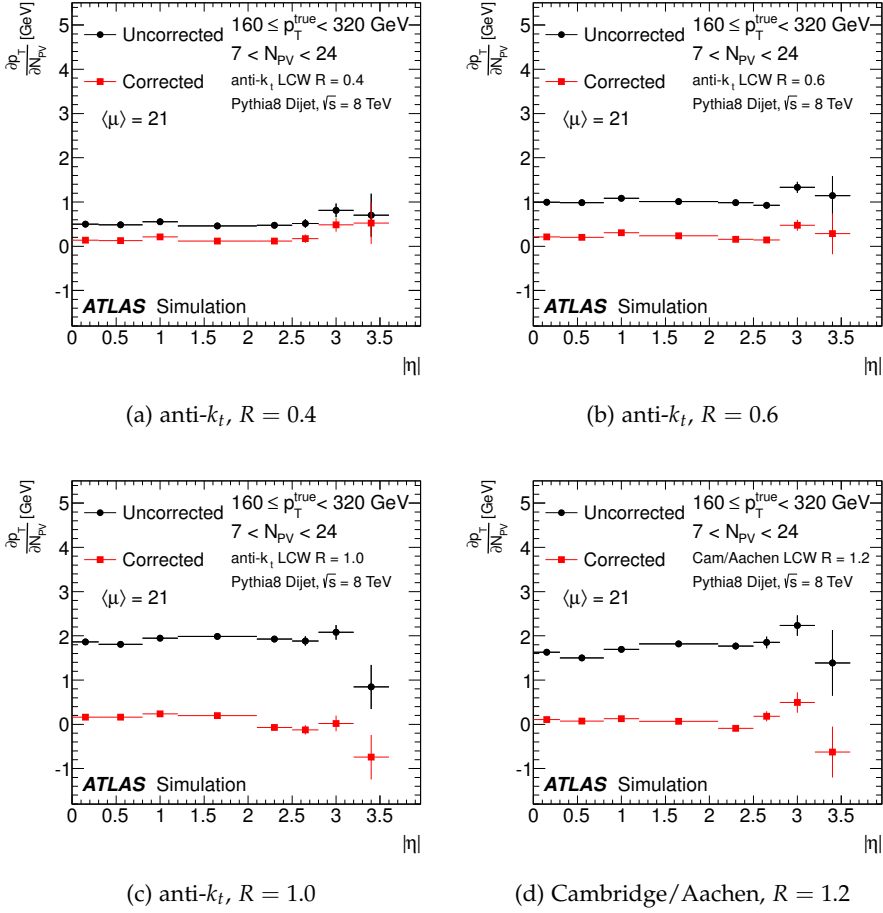 ∂p_T/∂N_PV [GeV]
5
4
3
2
1
0
-1
Uncorrected
Corrected
⟨μ⟩ = 21
160 ≤ p_T^true < 320 GeV
7 < N_PV < 24
anti-k_t LCW R = 0.4
Pythia8 Dijet, √s = 8 TeV
ATLAS Simulation
0 0.5 1 1.5 2 2.5 3 3.5
|η|
(a) anti-k_t, R = 0.4
∂p_T/∂N_PV [GeV]
5
4
3
2
1
0
-1
Uncorrected
Corrected
⟨μ⟩ = 21
160 ≤ p_T^true < 320 GeV
7 < N_PV < 24
anti-k_t LCW R = 0.6
Pythia8 Dijet, √s = 8 TeV
ATLAS Simulation
0 0.5 1 1.5 2 2.5 3 3.5
|η|
(b) anti-k_t, R = 0.6
∂p_T/∂N_PV [GeV]
5
4
3
2
1
0
-1
Uncorrected
Corrected
⟨μ⟩ = 21
160 ≤ p_T^true < 320 GeV
7 < N_PV < 24
anti-k_t LCW R = 1.0
Pythia8 Dijet, √s = 8 TeV
ATLAS Simulation
0 0.5 1 1.5 2 2.5 3 3.5
|η|
(c) anti-k_t, R = 1.0
∂p_T/∂N_PV [GeV]
5
4
3
2
1
0
-1
Uncorrected
Corrected
⟨μ⟩ = 21
160 ≤ p_T^true < 320 GeV
7 < N_PV < 24
Cam/Aachen LCW R = 1.2
Pythia8 Dijet, √s = 8 TeV
ATLAS Simulation
0 0.5 1 1.5 2 2.5 3 3.5
|η|
(d) Cambridge/Aachen, R = 1.2